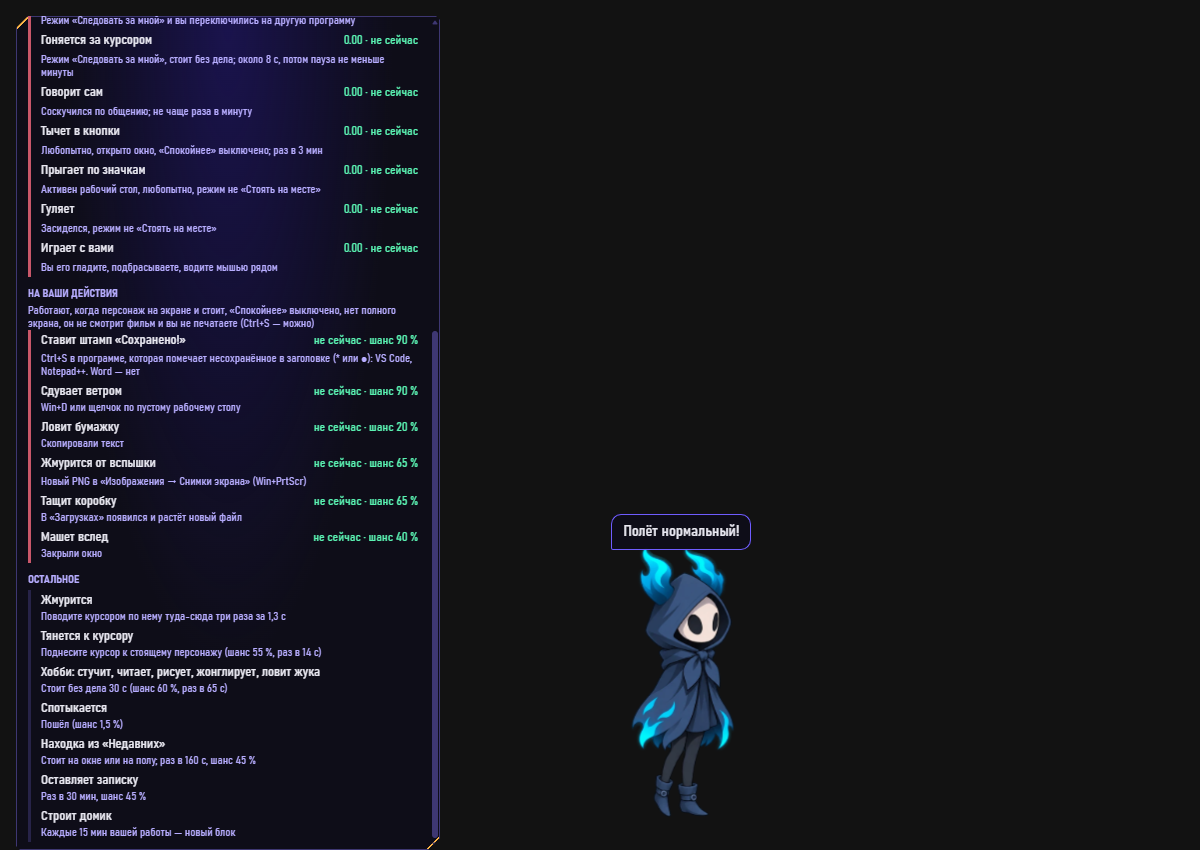 Режим «Следовать за мной» и вы переключились на другую программу
Гоняется за курсором 0.00 · не сейчас
Режим «Следовать за мной», стоит без дела; около 8 с, потом пауза не меньше
минуты
Говорит сам 0.00 · не сейчас
Соскучился по общению; не чаще раза в минуту
Тычет в кнопки 0.00 · не сейчас
Любопытно, открыто окно, «Спокойнее» выключено; раз в 3 мин
Прыгает по значкам 0.00 · не сейчас
Активен рабочий стол, любопытно, режим не «Стоять на месте»
Гуляет 0.00 · не сейчас
Засиделся, режим не «Стоять на месте»
Играет с вами 0.00 · не сейчас
Вы его гладите, подбрасываете, водите мышью рядом
НА ВАШИ ДЕЙСТВИЯ
Работают, когда персонаж на экране и стоит, «Спокойнее» выключено, нет полного
экрана, он не смотрит фильм и вы не печатаете (Ctrl+S — можно)
Ставит штамп «Сохранено!» не сейчас · шанс 90 %
Ctrl+S в программе, которая помечает несохранённое в заголовке (* или ●): VS Code,
Notepad++. Word — нет
Сдувает ветром не сейчас · шанс 90 %
Win+D или щелчок по пустому рабочему столу
Ловит бумажку не сейчас · шанс 20 %
Скопировали текст
Жмурится от вспышки не сейчас · шанс 65 %
Новый PNG в «Изображения → Снимки экрана» (Win+PrtScr)
Тащит коробку не сейчас · шанс 65 %
В «Загрузках» появился и растёт новый файл
Машет вслед не сейчас · шанс 40 %
Закрыли окно
ОСТАЛЬНОЕ
Жмурится
Поводите курсором по нему туда-сюда три раза за 1,3 с
Тянется к курсору
Поднесите курсор к стоящему персонажу (шанс 55 %, раз в 14 с)
Хобби: стучит, читает, рисует, жонглирует, ловит жука
Стоит без дела 30 с (шанс 60 %, раз в 65 с)
Спотыкается
Пошёл (шанс 1,5 %)
Находка из «Недавних»
Стоит на окне или на полу; раз в 160 с, шанс 45 %
Оставляет записку
Раз в 30 мин, шанс 45 %
Строит домик
Каждые 15 мин вашей работы — новый блок
Полёт нормальный!